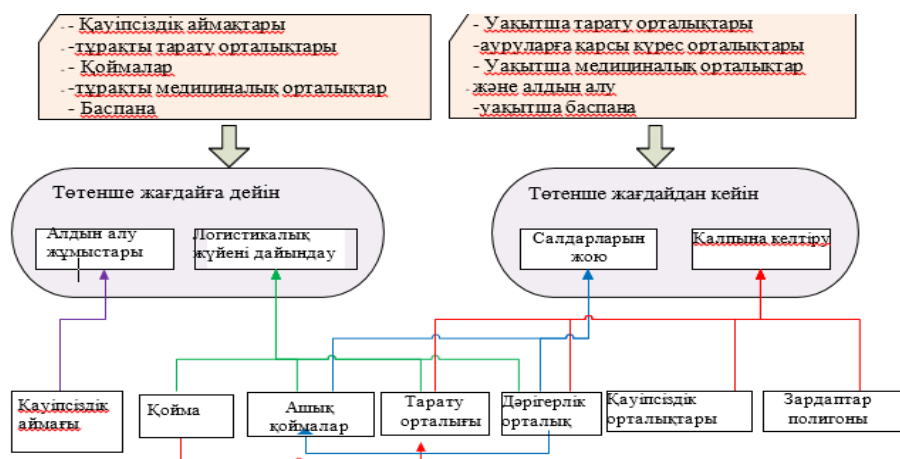 - Қауіпсіздік аймақтары
-тұрақты тарату орталықтары
- Қоймалар
-тұрақты медициналық орталықтар
- Баспана
- Уақытша тарату орталықтары
-ауруларға қарсы күрес орталықтары
- Уақытша медициналық орталықтар
және алдын алу
-уақытша баспана
Төтенше жағдайға дейін
Алдын алу
жұмыстары
Логистикалық
жүйені дайындау
Төтенше жағдайдан кейін
Салдарларын
жою
Қалпына келтіру
Қауіпсіздік
аймағы
Қойма
Ашық
қоймалар
Тарату
орталығы
Дәрігерлік
орталық
Қауіпсіздік
орталықтары
Зардаптар
полигоны